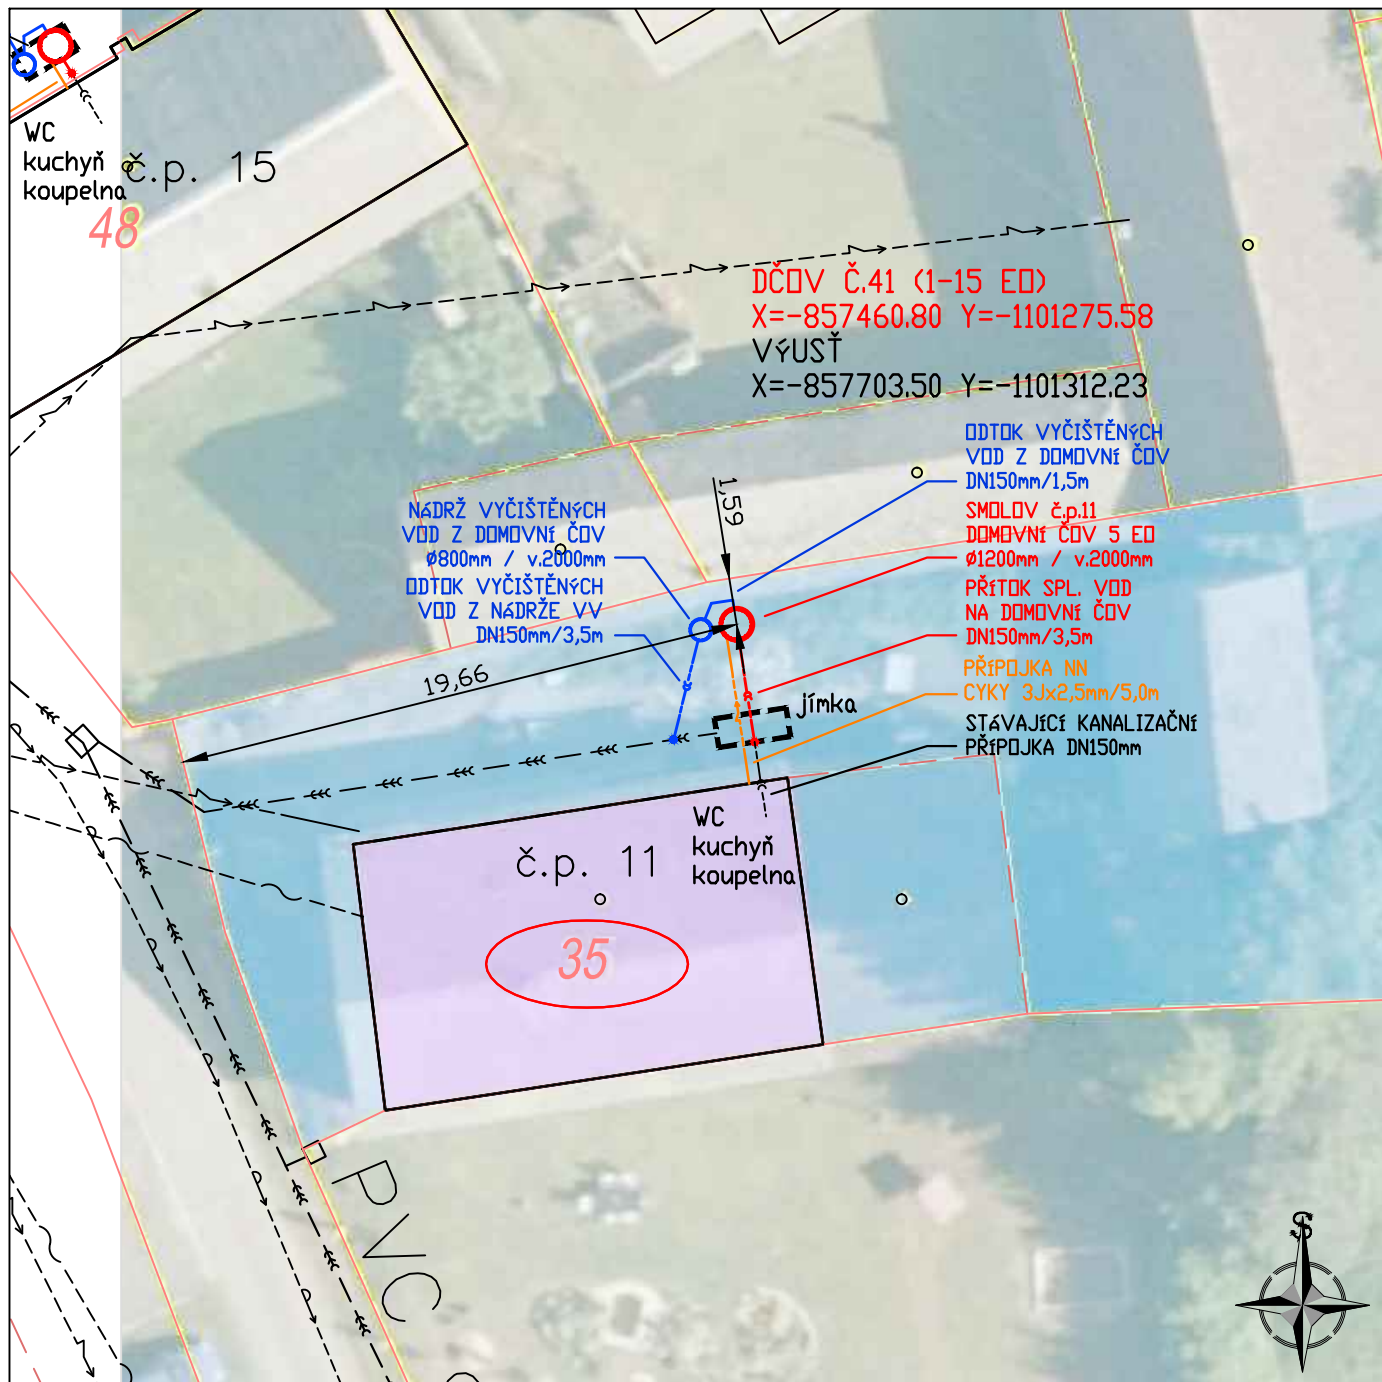 WC
kuchyň
koupelna
č.p. 15
48
DČOV Č.41 (1-15 EO)
X=-857460.80 Y=-1101275.58
VÝUSŤ
X=-857703.50 Y=-1101312.23
ODTOK VYČIŠTĚNÝCH
VOD Z DOMOVNÍ ČOV
DN150mm/1,5m
SMOLOV č.p.11
DOMOVNÍ ČOV 5 EO
Ø1200mm / v.2000mm
PŘÍTOK SPL. VOD
NA DOMOVNÍ ČOV
DN150mm/3,5m
PŘÍPOJKA NN
CYKY 3Jx2,5mm/5,0m
STÁVAJÍCÍ KANALIZAČNÍ
PŘÍPOJKA DN150mm
NÁDRŽ VYČIŠTĚNÝCH
VOD Z DOMOVNÍ ČOV
Ø800mm / v.2000mm
ODTOK VYČIŠTĚNÝCH
VOD Z NÁDRŽE VV
DN150mm/3,5m
1,59
19,66
jímka
WC
kuchyň
koupelna
č.p. 11
35
PVC
S